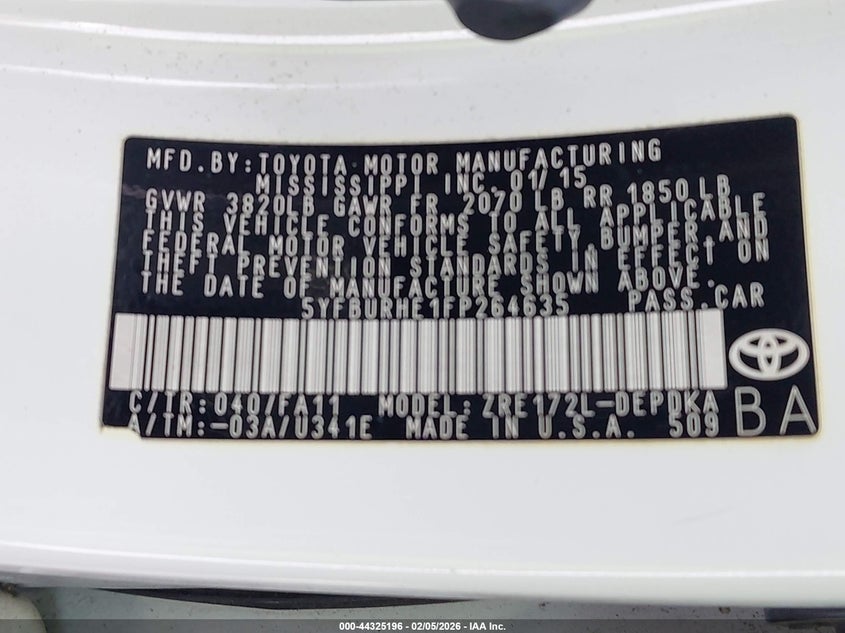 MFD.BY:TOYOTA MOTOR MANUFACTURING
MISSISSIPPI INC. 01/15
GVWR 3820LB GAWR FR 2070 LB RR 1850LB
THIS VEHICLE CONFORMS TO ALL APPLICABLE
FEDERAL MOTOR VEHICLE SAFETY,BUMPER,AND
THEFT PREVENTION STANDARDS IN EFFECT ON
THE DATE OF MANUFACTURE SHOWN ABOVE.
5YFBURHE1FP264635 PASS.CAR
C/TR:040/FA11 MODEL:ZRE172L-DEPDKA
A/TM:-03A/U341E MADE IN U.S.A. 509
BA
000-44325196 - 02/05/2026 - IAA Inc.